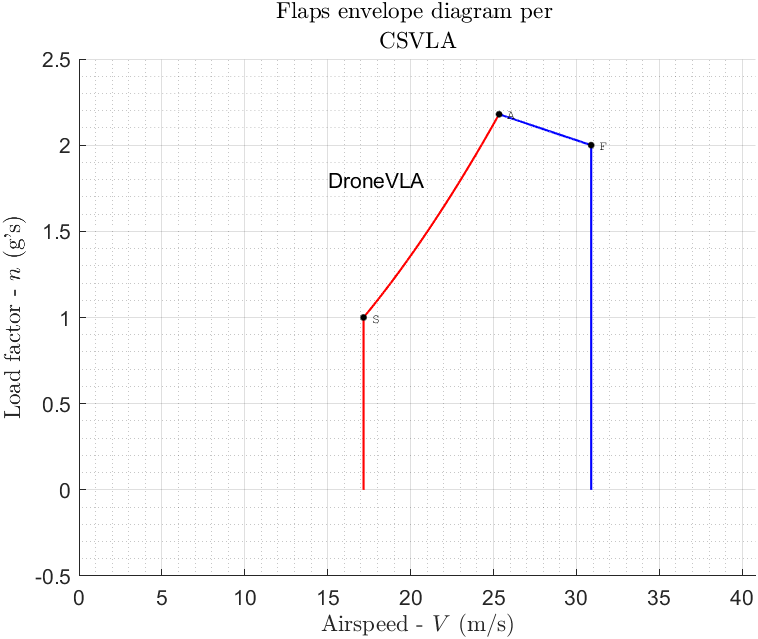 Flaps envelope diagram per
CSVLA
2.5
2
1.5
1
0.5
0
-0.5
Load factor - n (g's)
A
F
DroneVLA
S
0 5 10 15 20 25 30 35 40
Airspeed - V (m/s)